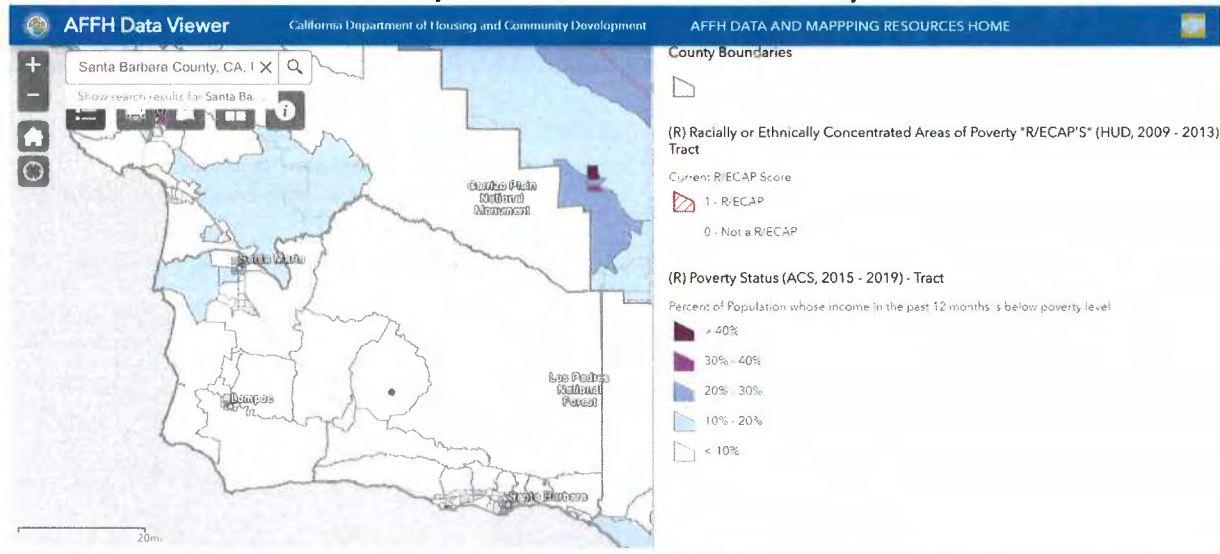 AFFH Data Viewer
California Department of Housing and Community Development
AFFH DATA AND MAPPPING RESOURCES HOME
+
Santa Barbara County, CA, U X
−
Show search results for Santa Ba...
i
Carrizo Plain
National
Monument
Santa Maria
Los Padres
National
Forest
Lompoc
Santa Barbara
20mi
County Boundaries
(R) Racially or Ethnically Concentrated Areas of Poverty "R/ECAP'S" (HUD, 2009 - 2013) -
Tract
Current R/ECAP Score
1 - R/ECAP
0 - Not a R/ECAP
(R) Poverty Status (ACS, 2015 - 2019) - Tract
Percent of Population whose income in the past 12 months is below poverty level
> 40%
30% - 40%
20% - 30%
10% - 20%
< 10%